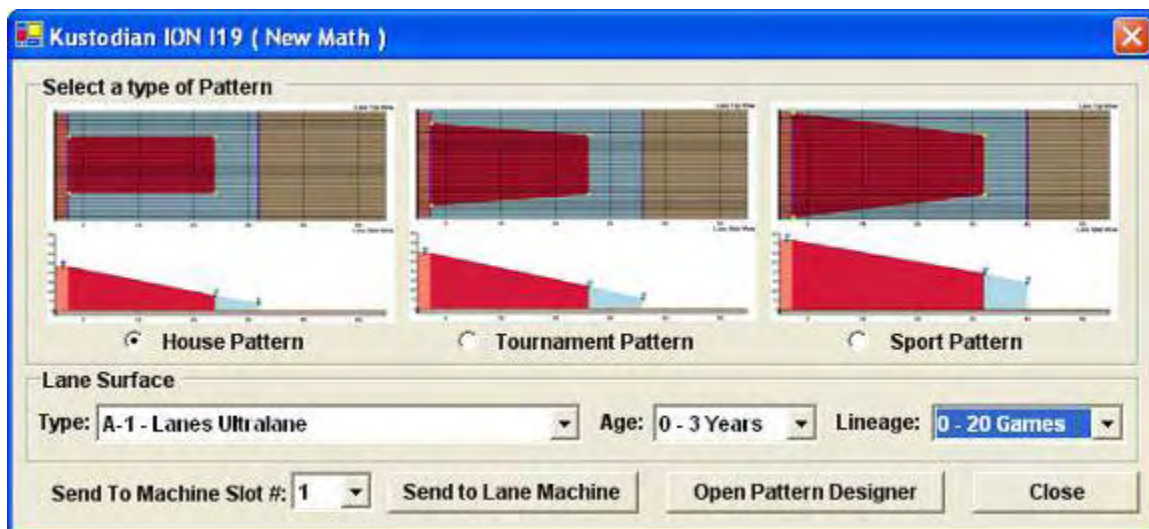 Kustodian ION I19 ( New Math )
Select a type of Pattern
House Pattern Tournament Pattern Sport Pattern
Lane Surface
Type: A-1 - Lanes Ultralane Age: 0 - 3 Years Lineage: 0 - 20 Games
Send To Machine Slot #: 1 Send to Lane Machine Open Pattern Designer Close